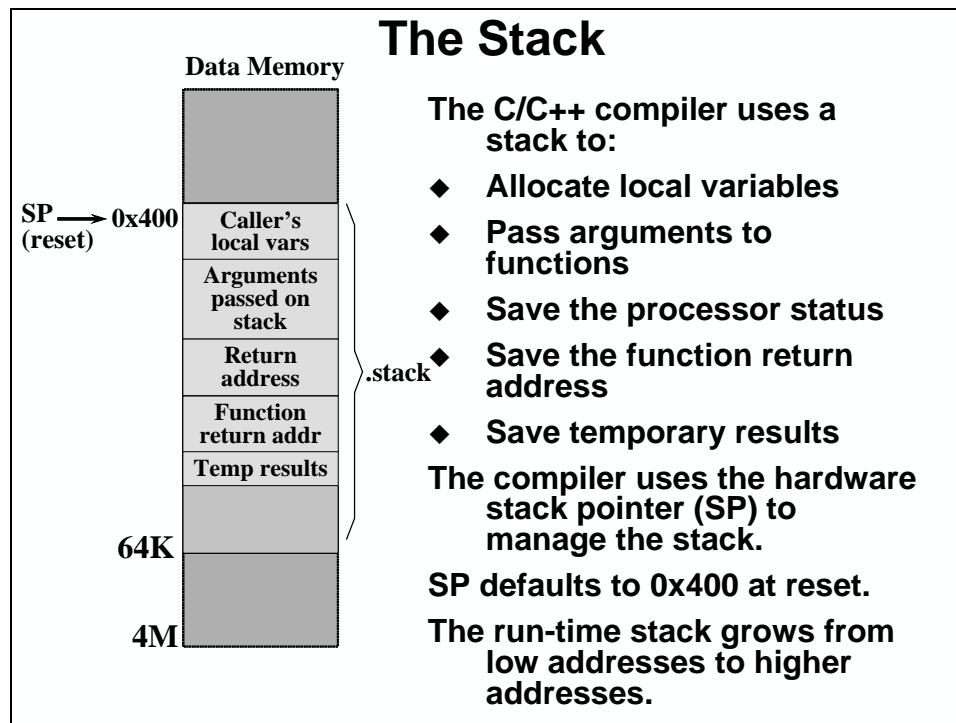 The Stack
Data Memory
SP
(reset)
0x400
Caller's
local vars
Arguments
passed on
stack
Return
address
Function
return addr
Temp results
.stack
64K
4M
The C/C++ compiler uses a
stack to:
◆ Allocate local variables
◆ Pass arguments to
functions
◆ Save the processor status
◆ Save the function return
address
◆ Save temporary results
The compiler uses the hardware
stack pointer (SP) to
manage the stack.
SP defaults to 0x400 at reset.
The run-time stack grows from
low addresses to higher
addresses.